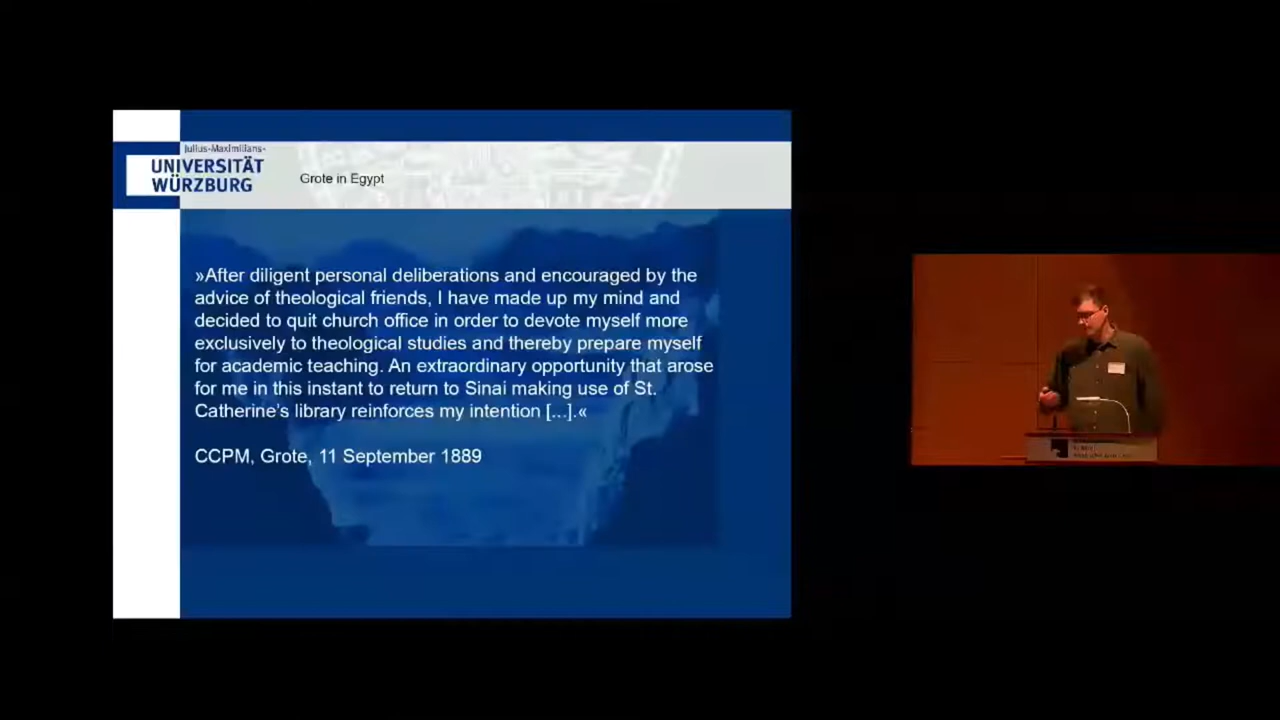 Julius-Maximilians-
UNIVERSITÄT
WÜRZBURG
Grote in Egypt
»After diligent personal deliberations and encouraged by the
advice of theological friends, I have made up my mind and
decided to quit church office in order to devote myself more
exclusively to theological studies and thereby prepare myself
for academic teaching. An extraordinary opportunity that arose
for me in this instant to return to Sinai making use of St.
Catherine's library reinforces my intention [...].«
CCPM, Grote, 11 September 1889